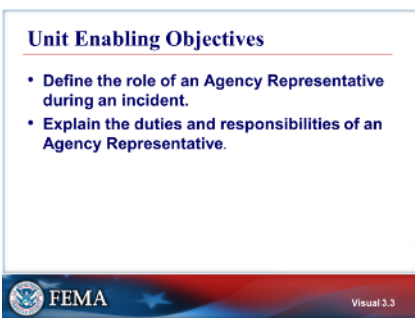 Unit Enabling Objectives
• Define the role of an Agency Representative
during an incident.
• Explain the duties and responsibilities of an
Agency Representative.
FEMA
Visual 3.3